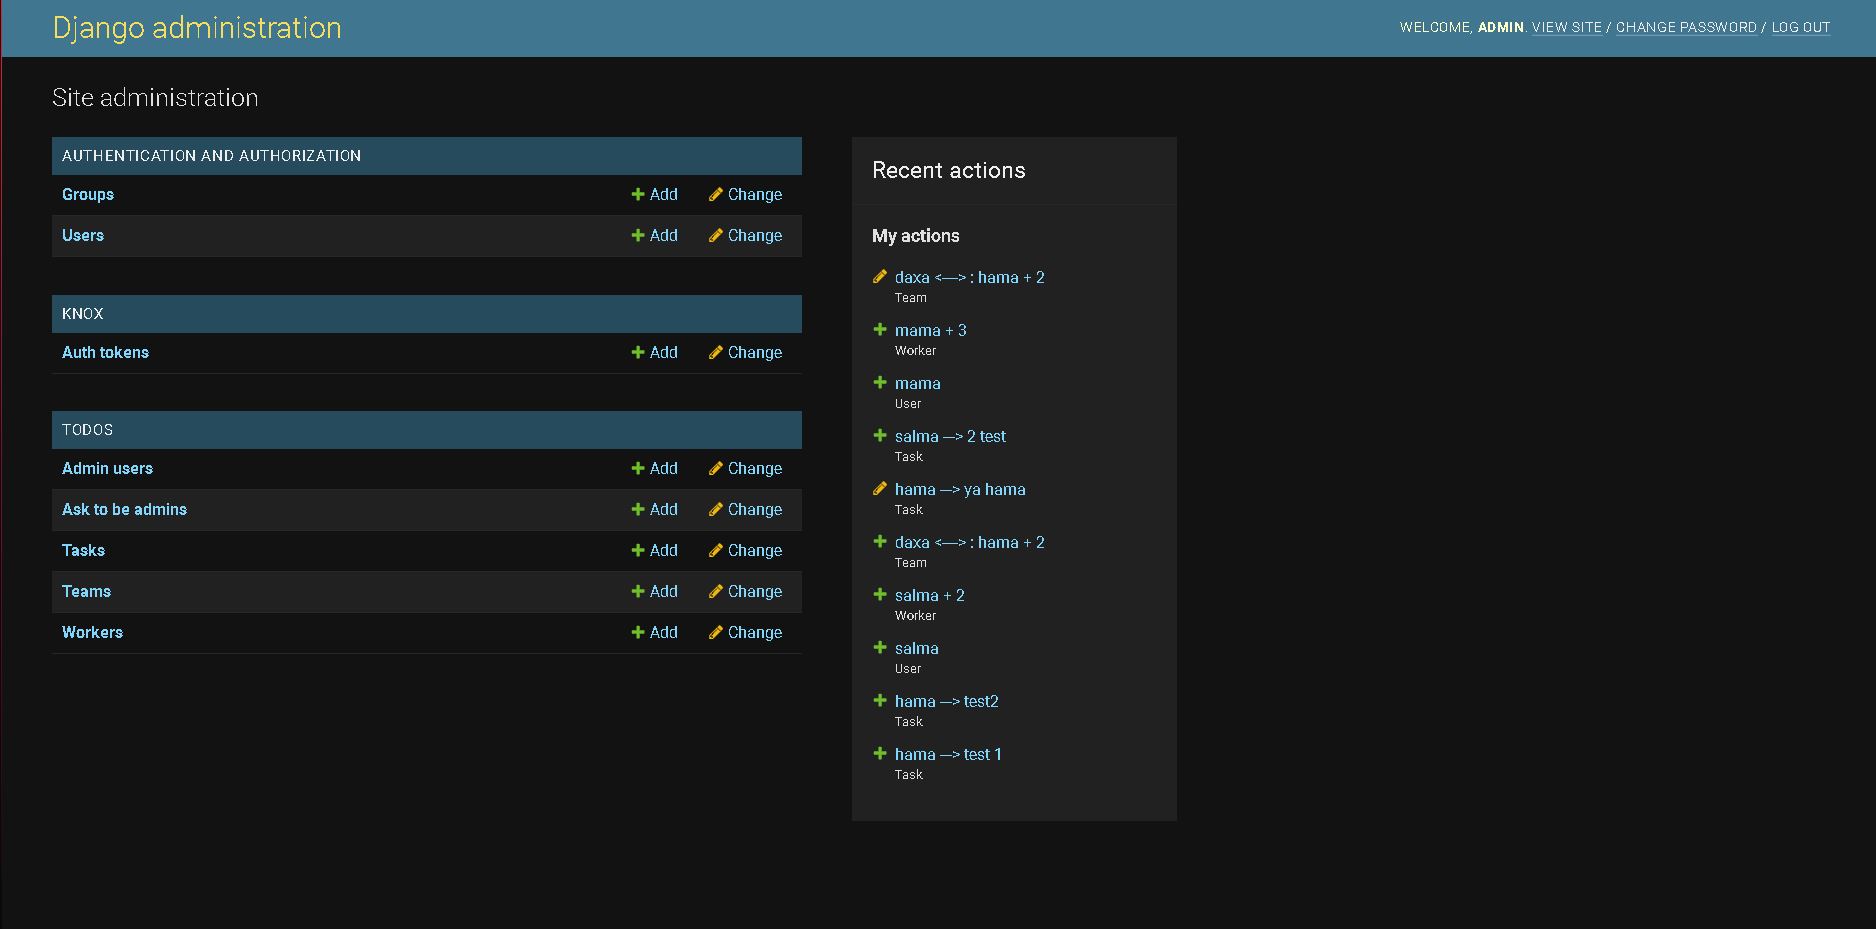 Django administration
WELCOME, ADMIN. VIEW SITE / CHANGE PASSWORD / LOG OUT
Site administration
AUTHENTICATION AND AUTHORIZATION
Groups Add Change
Users Add Change
KNOX
Auth tokens Add Change
TODOS
Admin users Add Change
Ask to be admins Add Change
Tasks Add Change
Teams Add Change
Workers Add Change
Recent actions
My actions
daxa <---> : hama + 2
Team
mama + 3
Worker
mama
User
salma --> 2 test
Task
hama --> ya hama
Task
daxa <---> : hama + 2
Team
salma + 2
Worker
salma
User
hama --> test2
Task
hama --> test 1
Task